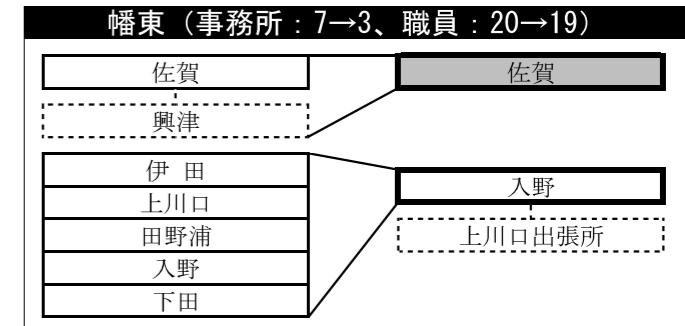 幡東（事務所：7→3、職員：20→19）
佐賀
興津
伊 田
上川口
田野浦
入野
下田
佐賀
入野
上川口出張所